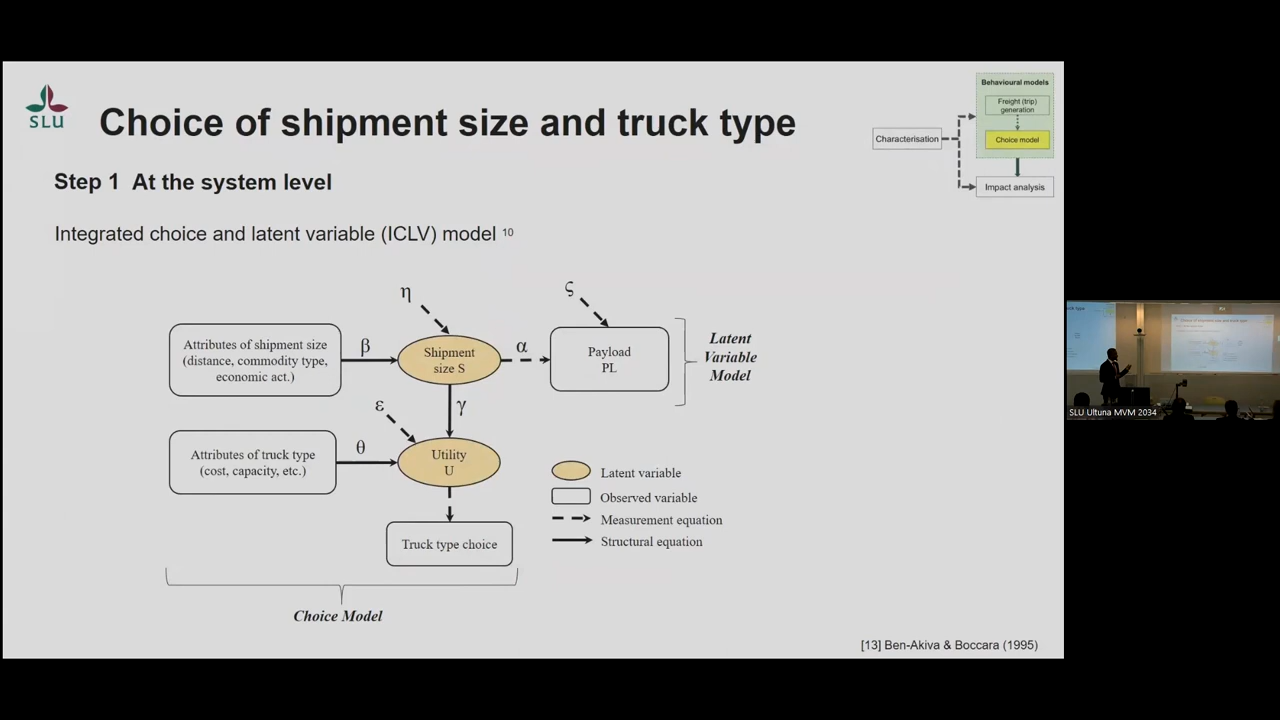 SLU
Choice of shipment size and truck type
Step 1 At the system level
Integrated choice and latent variable (ICLV) model 10
Behavioural models
Freight (trip)
generation
Characterisation
Choice model
Impact analysis
η
ς
Attributes of shipment size
(distance, commodity type,
economic act.)
β
Shipment
size S
α
Payload
PL
Latent
Variable
Model
ε
γ
Attributes of truck type
(cost, capacity, etc.)
θ
Utility
U
Latent variable
Observed variable
Measurement equation
Structural equation
Truck type choice
Choice Model
[13] Ben-Akiva & Boccara (1995)
SLU Ultuna MVM 2034